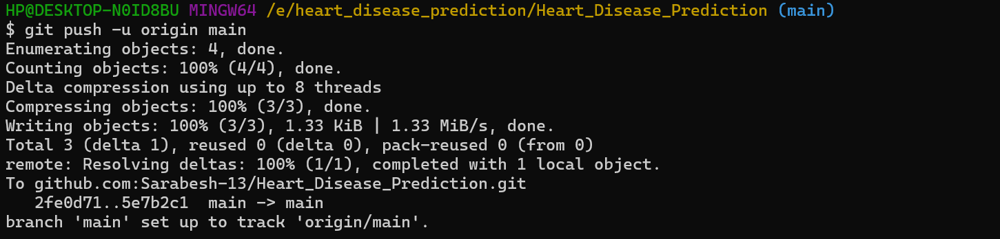 HP@DESKTOP-N0ID8BU MINGW64 /e/heart_disease_prediction/Heart_Disease_Prediction (main)
$ git push -u origin main
Enumerating objects: 4, done.
Counting objects: 100% (4/4), done.
Delta compression using up to 8 threads
Compressing objects: 100% (3/3), done.
Writing objects: 100% (3/3), 1.33 KiB | 1.33 MiB/s, done.
Total 3 (delta 1), reused 0 (delta 0), pack-reused 0 (from 0)
remote: Resolving deltas: 100% (1/1), completed with 1 local object.
To github.com:Sarabesh-13/Heart_Disease_Prediction.git
   2fe0d71..5e7b2c1  main -> main
branch 'main' set up to track 'origin/main'.